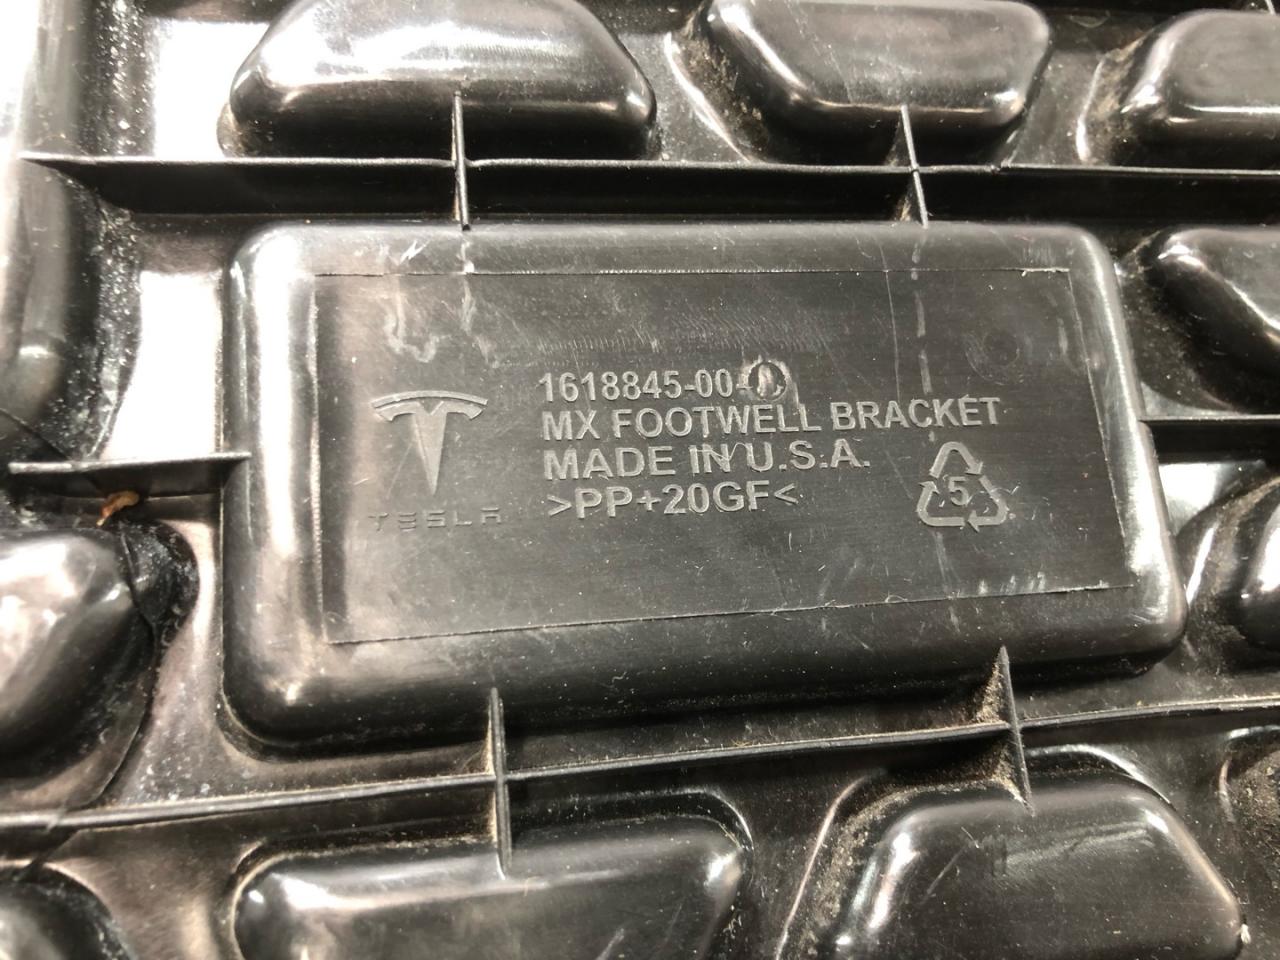 1618845-00-
MX FOOTWELL BRACKET
MADE IN U.S.A.
>PP+20GF<
5
TESLA